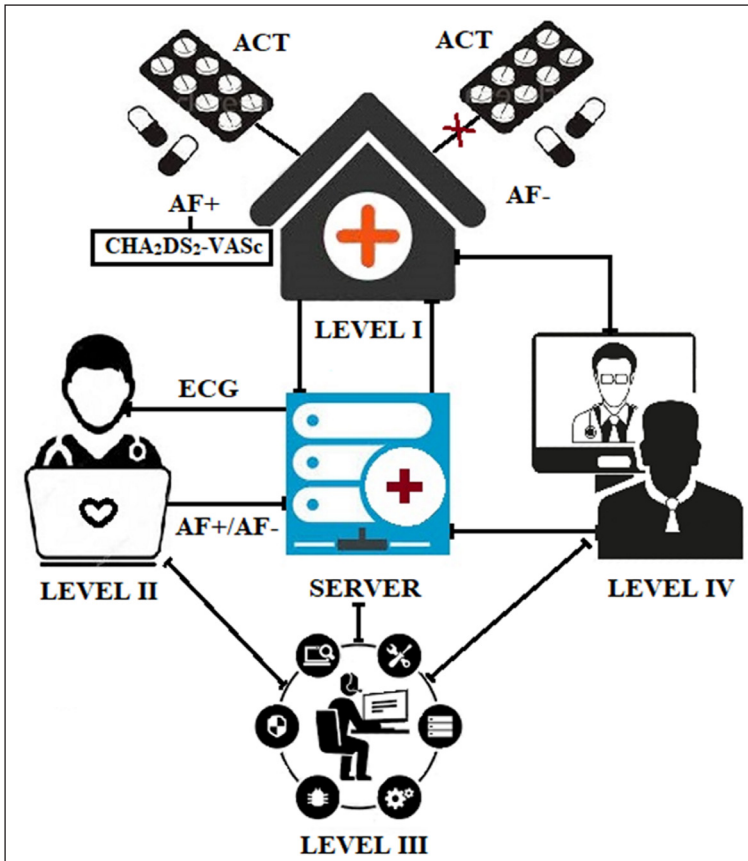 ACT
ACT
AF+
AF-
CHA₂DS₂-VASc
LEVEL I
ECG
AF+/AF-
LEVEL II
SERVER
LEVEL IV
LEVEL III